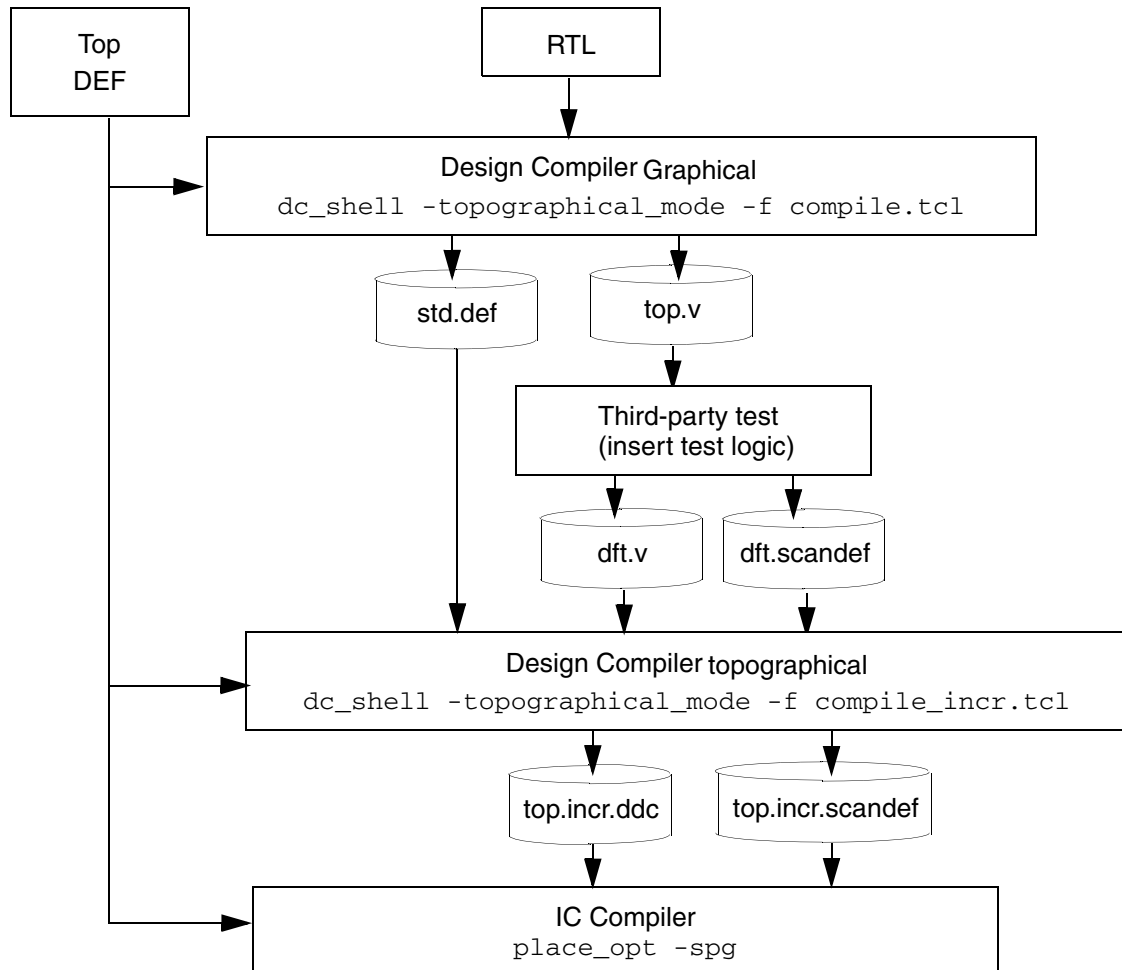 Top
DEF
RTL
Design Compiler Graphical
dc_shell -topographical_mode -f compile.tcl
std.def
top.v
Third-party test
(insert test logic)
dft.v
dft.scandef
Design Compiler topographical
dc_shell -topographical_mode -f compile_incr.tcl
top.incr.ddc
top.incr.scandef
IC Compiler
place_opt -spg